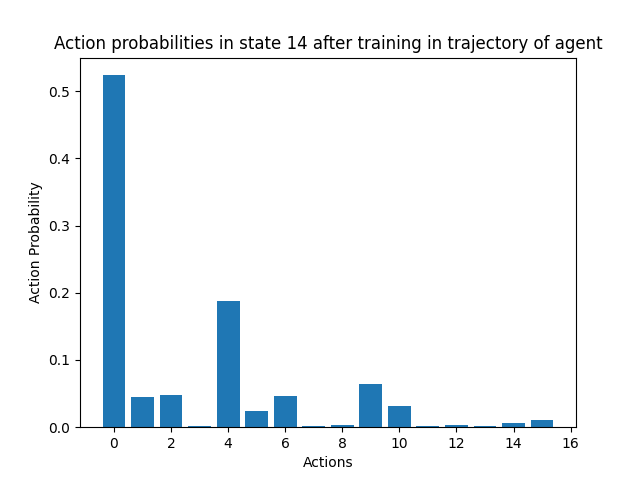 Action probabilities in state 14 after training in trajectory of agent
0.5
0.4
0.3
0.2
0.1
0.0
Action Probability
0 2 4 6 8 10 12 14 16
Actions